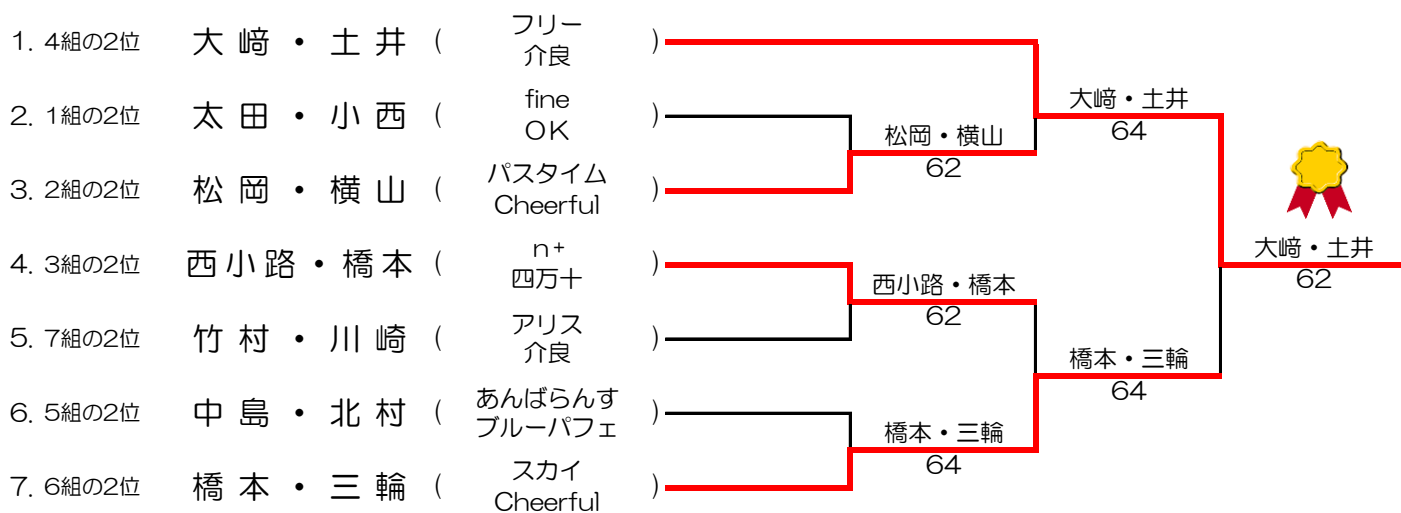 1. 4組の2位 大﨑・土井 ( フリー
介良 )
2. 1組の2位 太田・小西 ( fine
OK )
3. 2組の2位 松岡・横山 ( パスタイム
Cheerful )
4. 3組の2位 西小路・橋本 ( n+
四万十 )
5. 7組の2位 竹村・川崎 ( アリス
介良 )
6. 5組の2位 中島・北村 ( あんばらんす
ブルーパフェ )
7. 6組の2位 橋本・三輪 ( スカイ
Cheerful )
松岡・横山
62
西小路・橋本
62
橋本・三輪
64
大﨑・土井
64
橋本・三輪
64
大﨑・土井
62